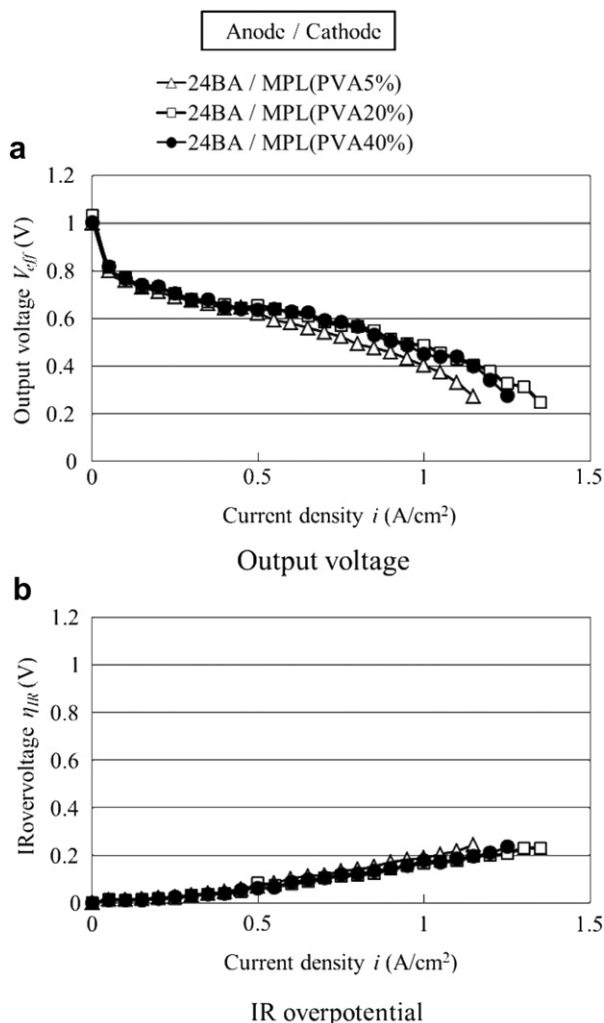 Anode / Cathode
24BA / MPL(PVA5%)
24BA / MPL(PVA20%)
24BA / MPL(PVA40%)
a
1.2
1
0.8
0.6
0.4
0.2
0
Output voltage V_eff (V)
0 0.5 1 1.5
Current density i (A/cm²)
Output voltage
b
1.2
1
0.8
0.6
0.4
0.2
0
IRovervoltage η_IR (V)
0 0.5 1 1.5
Current density i (A/cm²)
IR overpotential